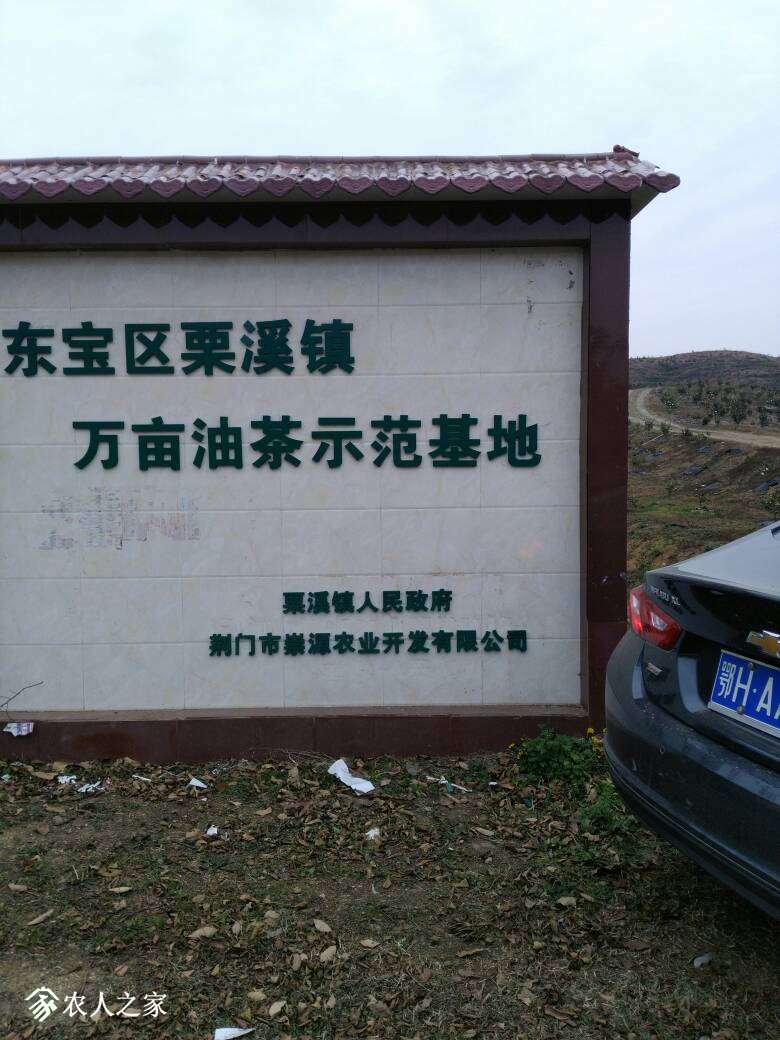 东宝区栗溪镇
万亩油茶示范基地
栗溪镇人民政府
荆门市崇源农业开发有限公司
鄂H·A
农人之家